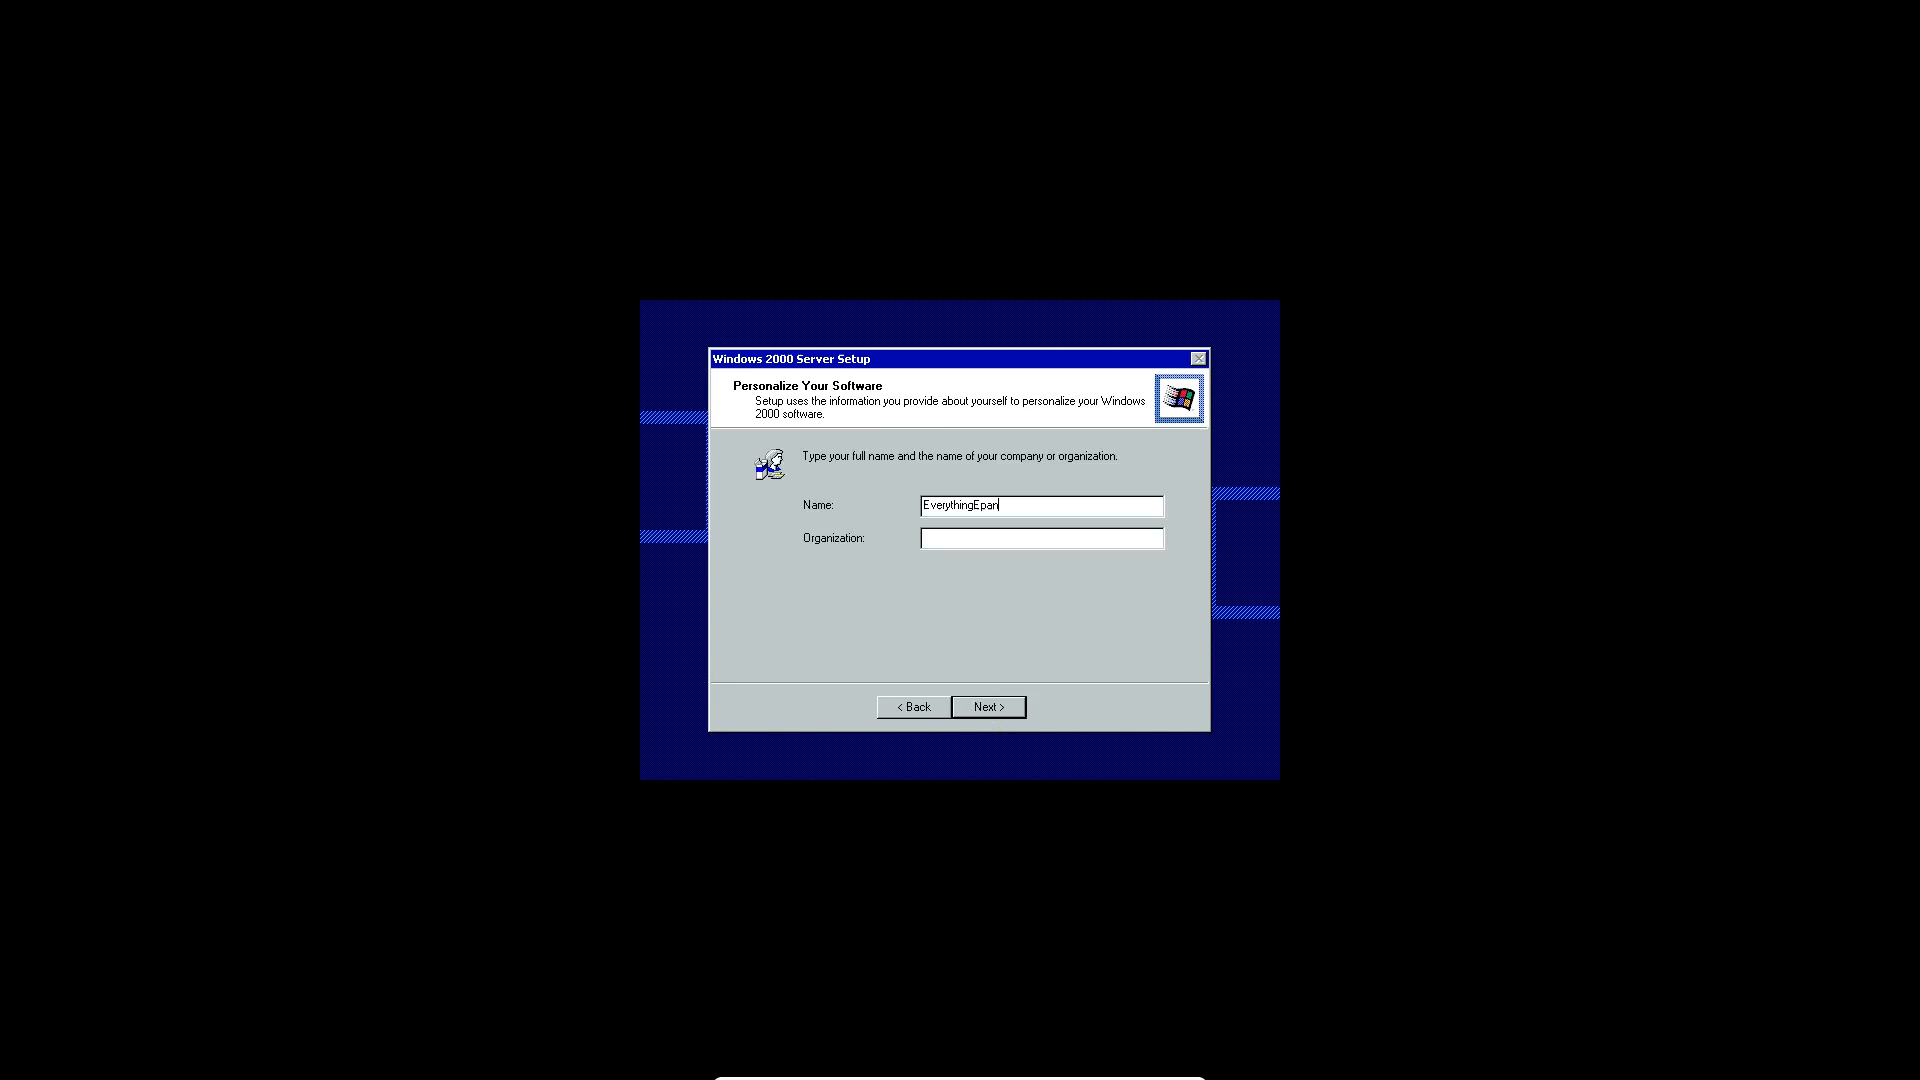 Windows 2000 Server Setup
Personalize Your Software
Setup uses the information you provide about yourself to personalize your Windows
2000 software.
Type your full name and the name of your company or organization.
Name: EverythingEpan
Organization:
< Back Next >